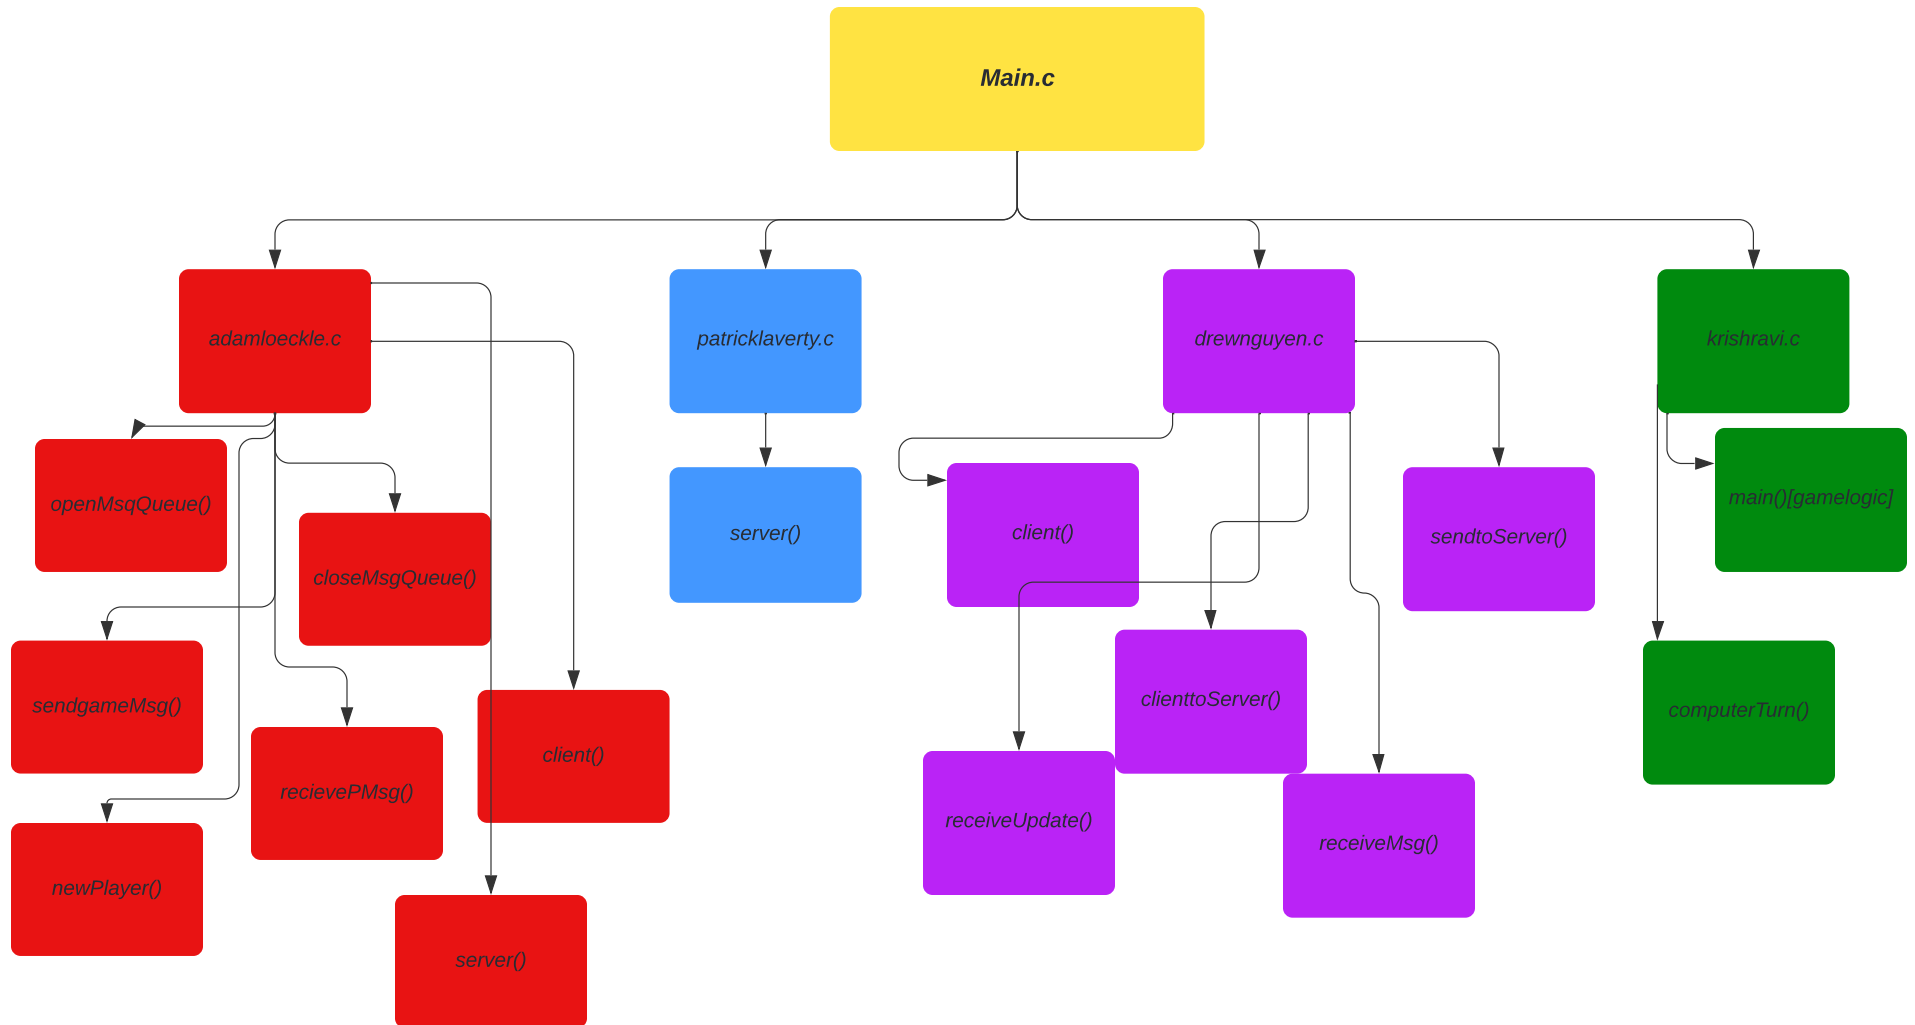 Main.c
adamloeckle.c
patricklaverty.c
drewnguyen.c
krishravi.c
openMsqQueue()
closeMsgQueue()
server()
client()
sendtoServer()
main()[gamelogic]
sendgameMsg()
recievePMsg()
client()
clienttoServer()
computerTurn()
newPlayer()
receiveUpdate()
receiveMsg()
server()